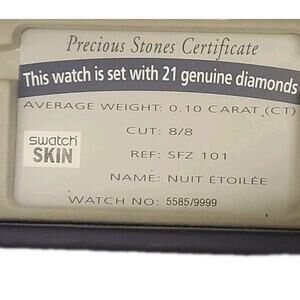 Precious Stones Certificate
This watch is set with 21 genuine diamonds
AVERAGE WEIGHT: 0.10 CARAT (CT)
CUT: 8/8
swatch
SKIN
REF: SFZ 101
NAME: NUIT ÉTOILÉE
WATCH NO: 5585/9999